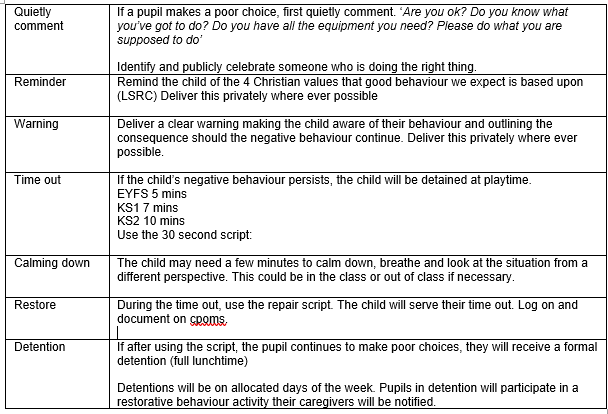 Quietly comment
If a pupil makes a poor choice, first quietly comment. ‘Are you ok? Do you know what
you’ve got to do? Do you have all the equipment you need? Please do what you are
supposed to do’
Identify and publicly celebrate someone who is doing the right thing.
Reminder
Remind the child of the 4 Christian values that good behaviour we expect is based upon
(LSRC) Deliver this privately where ever possible
Warning
Deliver a clear warning making the child aware of their behaviour and outlining the
consequence should the negative behaviour continue. Deliver this privately where ever
possible.
Time out
If the child’s negative behaviour persists, the child will be detained at playtime.
EYFS 5 mins
KS1 7 mins
KS2 10 mins
Use the 30 second script:
Calming down
The child may need a few minutes to calm down, breathe and look at the situation from a
different perspective. This could be in the class or out of class if necessary.
Restore
During the time out, use the repair script. The child will serve their time out. Log on and
document on cpoms.
Detention
If after using the script, the pupil continues to make poor choices, they will receive a formal
detention (full lunchtime)
Detentions will be on allocated days of the week. Pupils in detention will participate in a
restorative behaviour activity their caregivers will be notified.